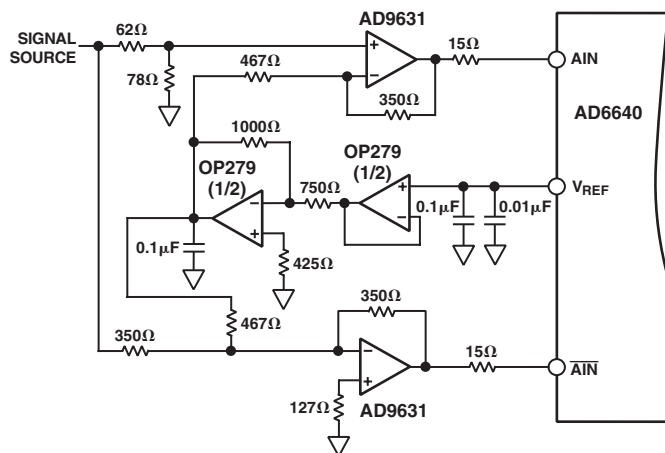 AD9631
SIGNAL
SOURCE
62Ω
78Ω
467Ω
350Ω
15Ω
AIN
AD6640
1000Ω
OP279
(1/2)
750Ω
OP279
(1/2)
VREF
0.1µF
0.01µF
0.1µF
425Ω
350Ω
467Ω
350Ω
15Ω
AIN
127Ω
AD9631